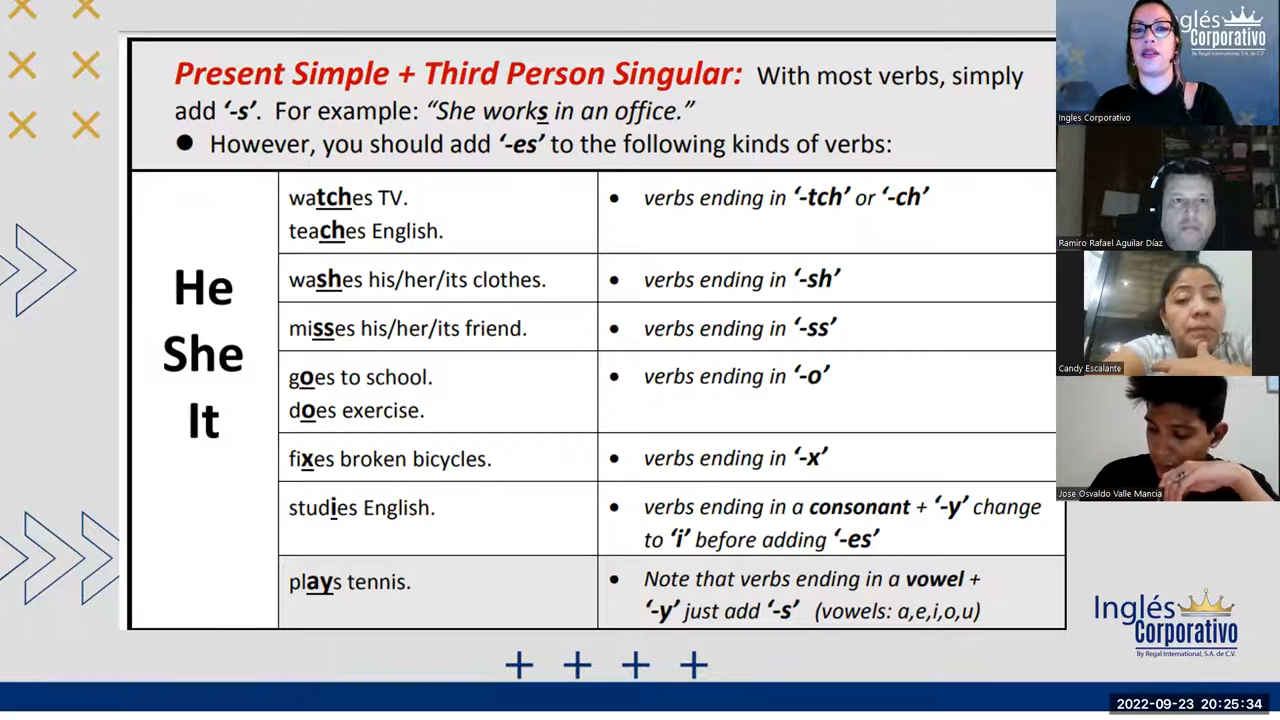 Present Simple + Third Person Singular: With most verbs, simply
add ‘-s’. For example: “She works in an office.”
● However, you should add ‘-es’ to the following kinds of verbs:
He
She
It
watches TV.
teaches English.
• verbs ending in ‘-tch’ or ‘-ch’
washes his/her/its clothes.
• verbs ending in ‘-sh’
misses his/her/its friend.
• verbs ending in ‘-ss’
goes to school.
does exercise.
• verbs ending in ‘-o’
fixes broken bicycles.
• verbs ending in ‘-x’
studies English.
• verbs ending in a consonant + ‘-y’ change
to ‘i’ before adding ‘-es’
plays tennis.
• Note that verbs ending in a vowel +
‘-y’ just add ‘-s’ (vowels: a,e,i,o,u)
glés
Corporativo
By Regal International, S.A. de C.V.
Ingles Corporativo
Ramiro Rafael Aguilar Díaz
Candy Escalante
Jose Osvaldo Valle Mancia
Inglés
Corporativo
By Regal International, S.A. de C.V.
2022-09-23 20:25:34